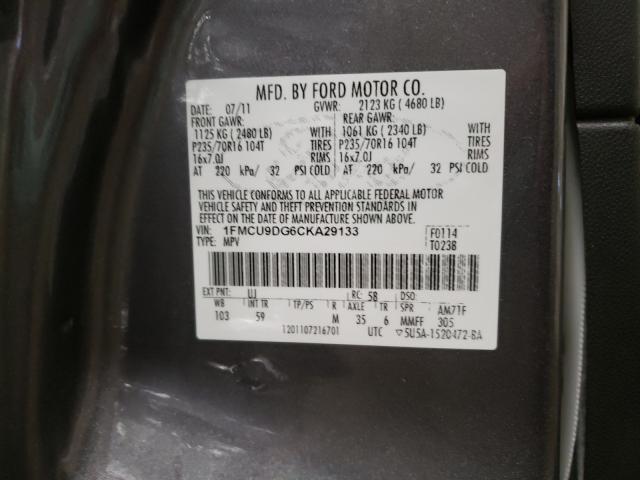 MFD. BY FORD MOTOR CO.
DATE: 07/11 GVWR: 2123 KG ( 4680 LB)
FRONT GAWR: REAR GAWR:
1125 KG ( 2480 LB) WITH 1061 KG ( 2340 LB) WITH
P235/70R16 104T TIRES P235/70R16 104T TIRES
16x7.0J RIMS 16x7.0J RIMS
AT 220 kPa/ 32 PSI COLD AT 220 kPa/ 32 PSI COLD
THIS VEHICLE CONFORMS TO ALL APPLICABLE FEDERAL MOTOR
VEHICLE SAFETY AND THEFT PREVENTION STANDARDS IN
EFFECT ON THE DATE OF MANUFACTURE SHOWN ABOVE.
VIN: 1FMCU9DG6CKA29133 F0114
TYPE: MPV T0238
EXT PNT: UJ RC: 58 DSO:
WB INT TR TP/PS R AXLE TR SPR AM71F
103 59 M 35 6 MMFF 305
1201107216701 UTC ▽5U5A-1520472-BA